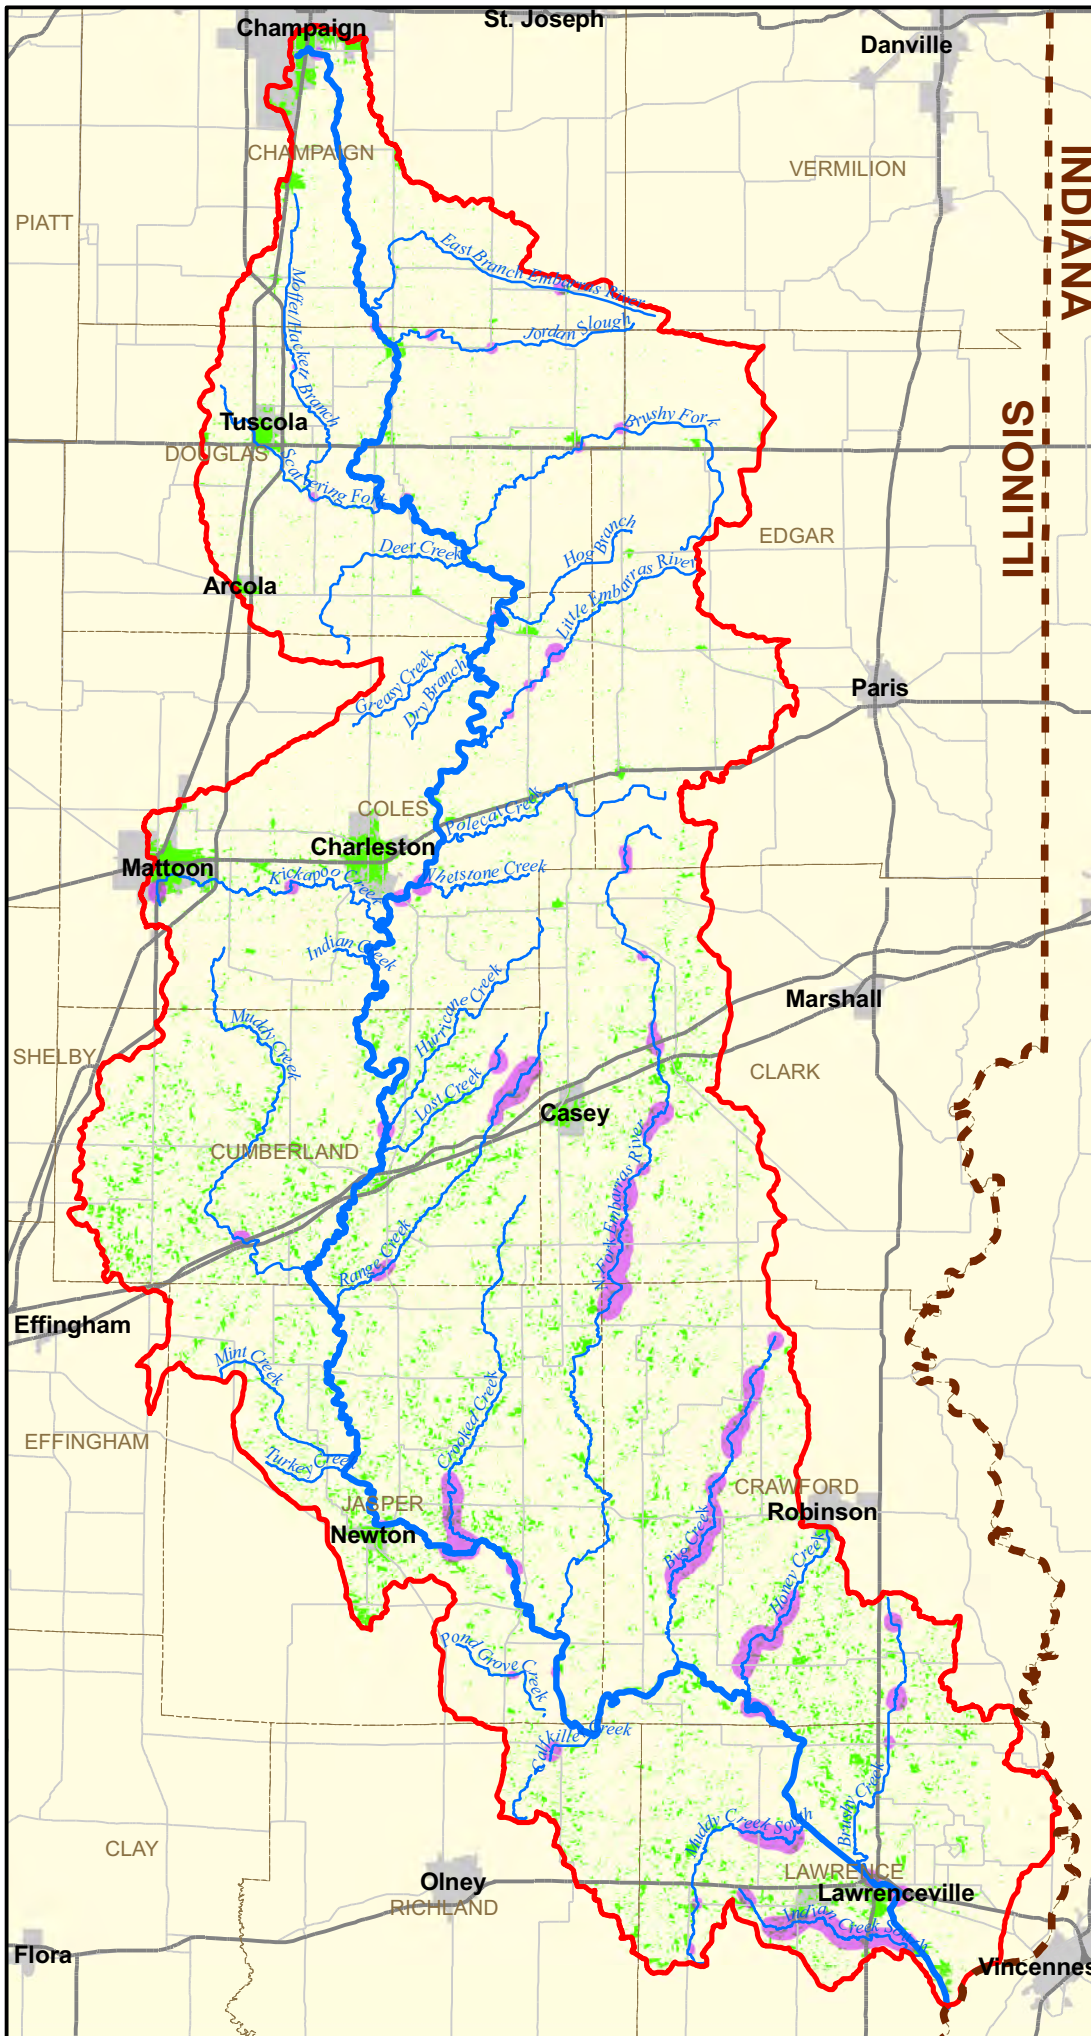 St. Joseph
Champaign
Danville
CHAMPAIGN
VERMILION
INDIANA
PIATT
East Branch Embarras River
Moffet/Hackett Branch
Jordan Slough
ILLINOIS
Brushy Fork
Tuscola
DOUGLAS
Scattering Fork
EDGAR
Hog Branch
Deer Creek
Little Embarras River
Arcola
Greasy Creek
Dry Branch
Paris
COLES
Polecat Creek
Charleston
Mattoon
Kickapoo Creek
Whetstone Creek
Indian Creek
Hurricane Creek
Marshall
Muddy Creek
SHELBY
CLARK
Lost Creek
Casey
CUMBERLAND
N. Fork Embarras River
Range Creek
Effingham
Mint Creek
Crooked Creek
EFFINGHAM
Turkey Creek
CRAWFORD
JASPER
Robinson
Newton
Big Creek
Honey Creek
Pond Grove Creek
Calfkiller Creek
Brushy Creek
Muddy Creek South
CLAY
LAWRENCE
Olney
Lawrenceville
RICHLAND
Indian Creek South
Flora
Vincennes